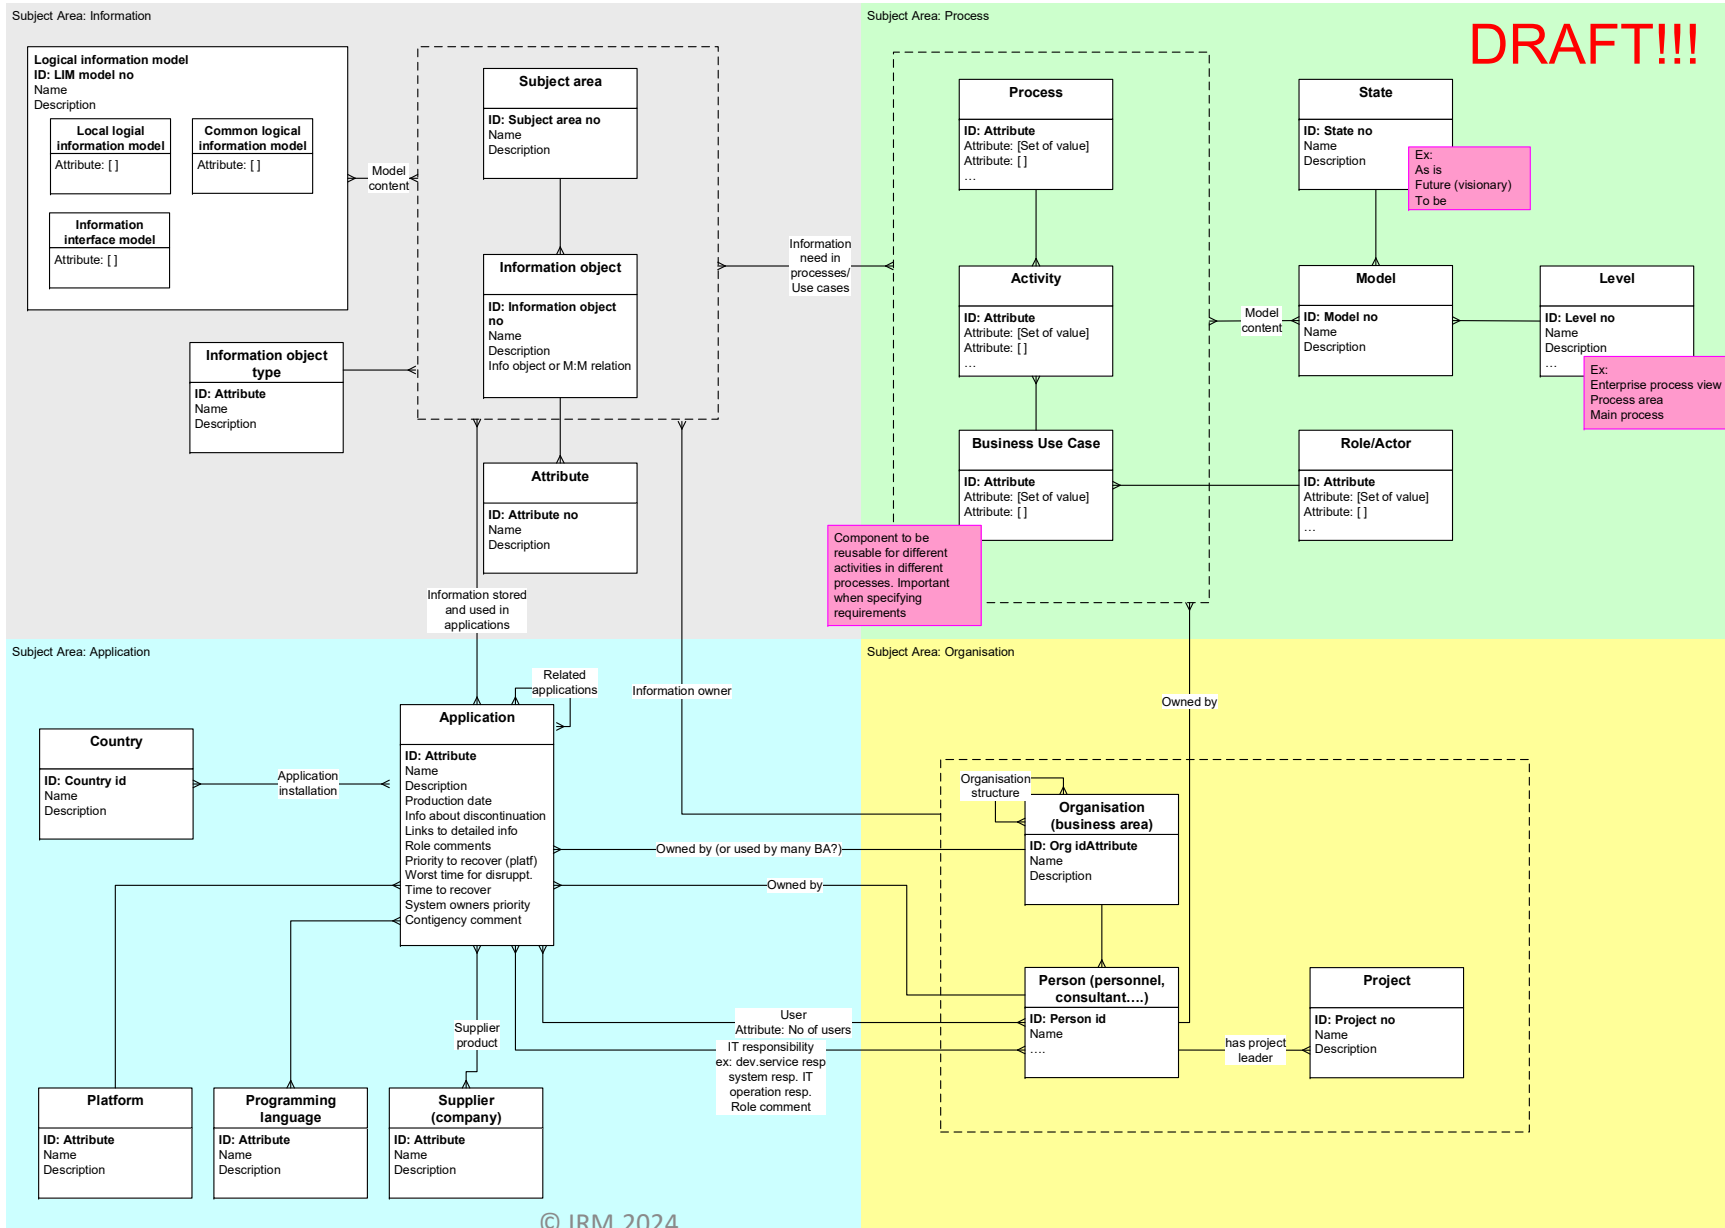 Subject Area: Information
Logical information model
ID: LIM model no
Name
Description
Local logial
information model
Attribute: [ ]
Common logical
information model
Attribute: [ ]
Information
interface model
Attribute: [ ]
Model
content
Subject area
ID: Subject area no
Name
Description
Information object
ID: Information object
no
Name
Description
Info object or M:M relation
Information object
type
ID: Attribute
Name
Description
Attribute
ID: Attribute no
Name
Description
Information
need in
processes/
Use cases
Information stored
and used in
applications
Subject Area: Process
DRAFT!!!
Process
ID: Attribute
Attribute: [Set of value]
Attribute: [ ]
...
State
ID: State no
Name
Description
Ex:
As is
Future (visionary)
To be
Activity
ID: Attribute
Attribute: [Set of value]
Attribute: [ ]
...
Model
content
Model
ID: Model no
Name
Description
Level
ID: Level no
Name
Description
...
Ex:
Enterprise process view
Process area
Main process
Business Use Case
ID: Attribute
Attribute: [Set of value]
Attribute: [ ]
Role/Actor
ID: Attribute
Attribute: [Set of value]
Attribute: [ ]
...
Component to be
reusable for different
activities in different
processes. Important
when specifying
requirements
Subject Area: Application
Related
applications
Information owner
Application
ID: Attribute
Name
Description
Production date
Info about discontinuation
Links to detailed info
Role comments
Priority to recover (platf)
Worst time for disruppt.
Time to recover
System owners priority
Contigency comment
Country
ID: Country id
Name
Description
Application
installation
Supplier
product
Platform
ID: Attribute
Name
Description
Programming
language
ID: Attribute
Name
Description
Supplier
(company)
ID: Attribute
Name
Description
Owned by (or used by many BA?)
Owned by
User
Attribute: No of users
IT responsibility
ex: dev.service resp
system resp. IT
operation resp.
Role comment
Subject Area: Organisation
Owned by
Organisation
structure
Organisation
(business area)
ID: Org idAttribute
Name
Description
Person (personnel,
consultant....)
ID: Person id
Name
....
has project
leader
Project
ID: Project no
Name
Description
© IRM 2024